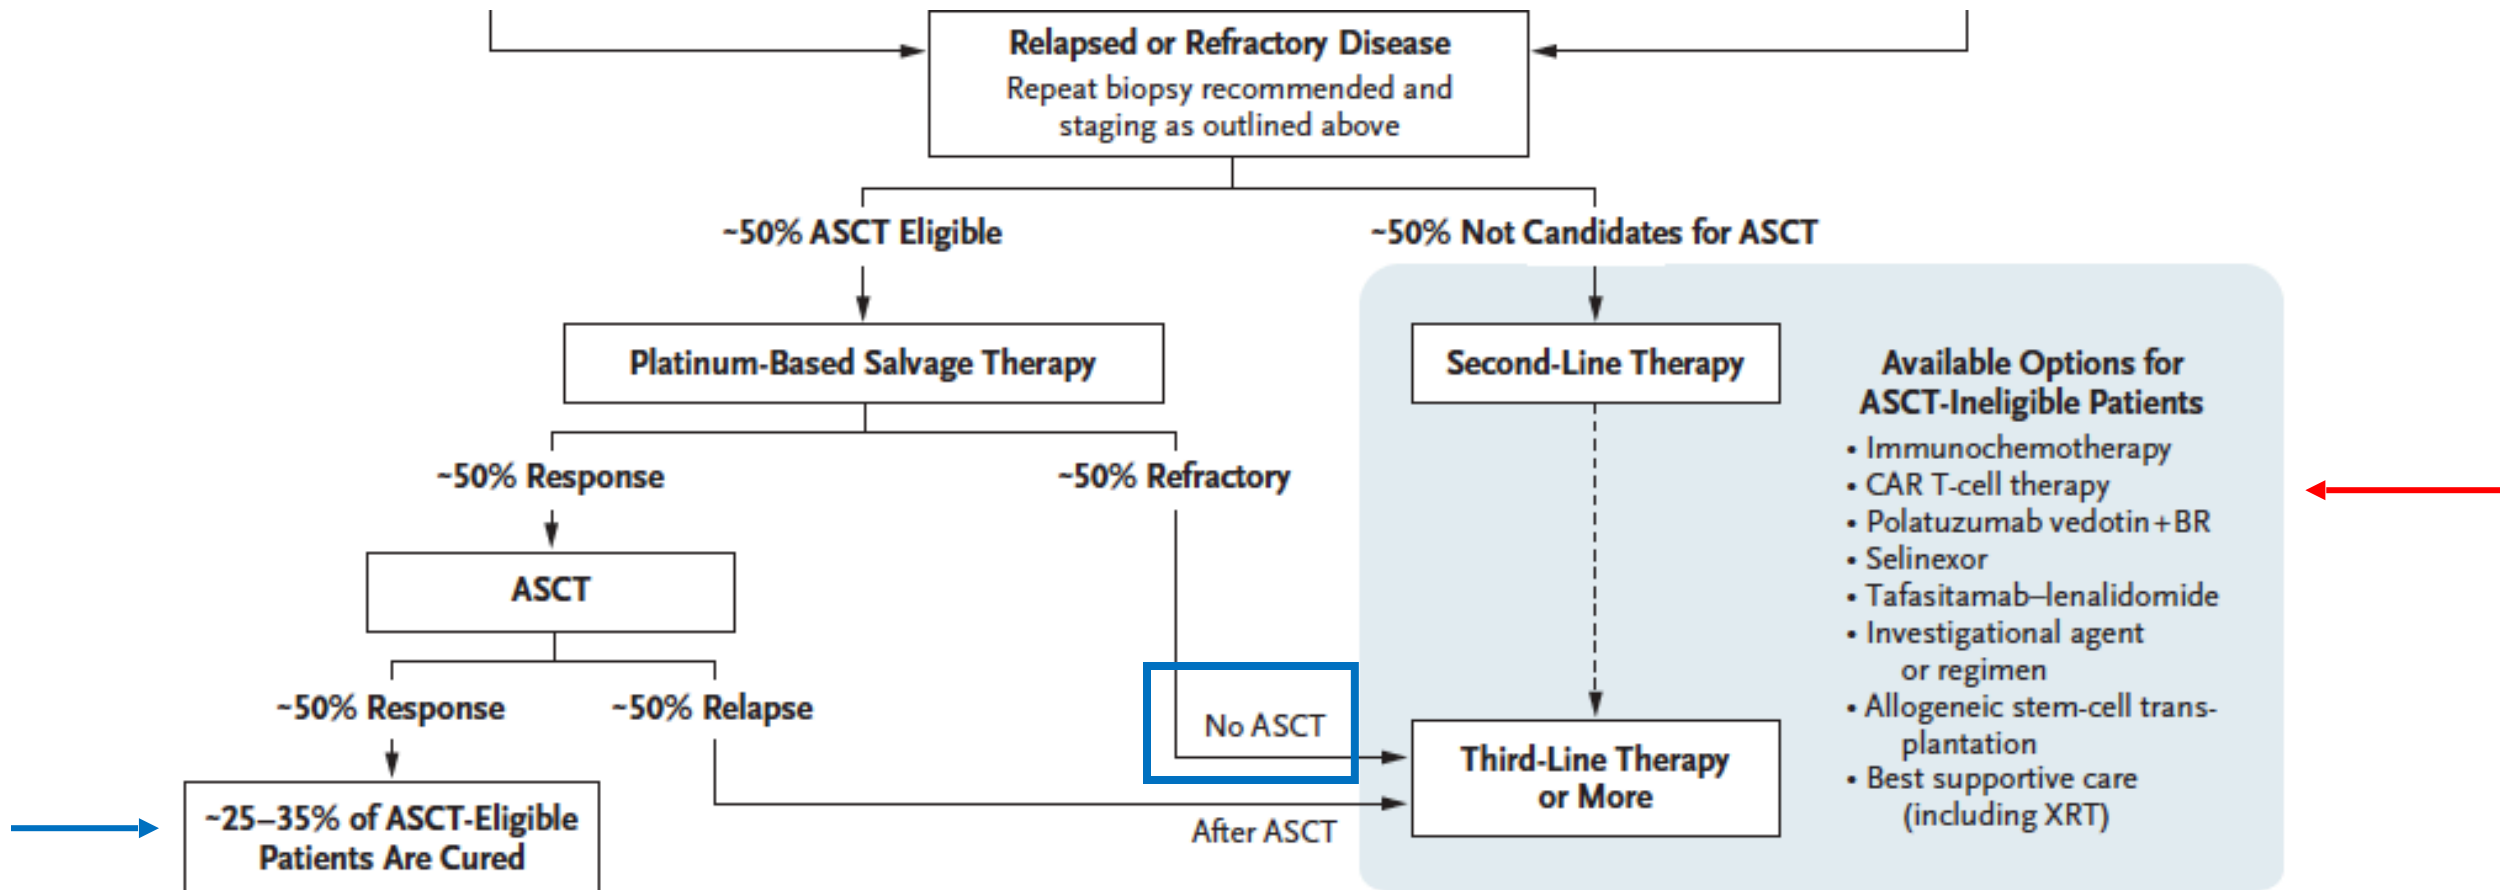 Relapsed or Refractory Disease
Repeat biopsy recommended and
staging as outlined above
~50% ASCT Eligible
~50% Not Candidates for ASCT
Platinum-Based Salvage Therapy
Second-Line Therapy
Available Options for
ASCT-Ineligible Patients
• Immunochemotherapy
• CAR T-cell therapy
• Polatuzumab vedotin+BR
• Selinexor
• Tafasitamab–lenalidomide
• Investigational agent
or regimen
• Allogeneic stem-cell trans-
plantation
• Best supportive care
(including XRT)
~50% Response
~50% Refractory
ASCT
~50% Response
~50% Relapse
No ASCT
Third-Line Therapy
or More
After ASCT
~25–35% of ASCT-Eligible
Patients Are Cured